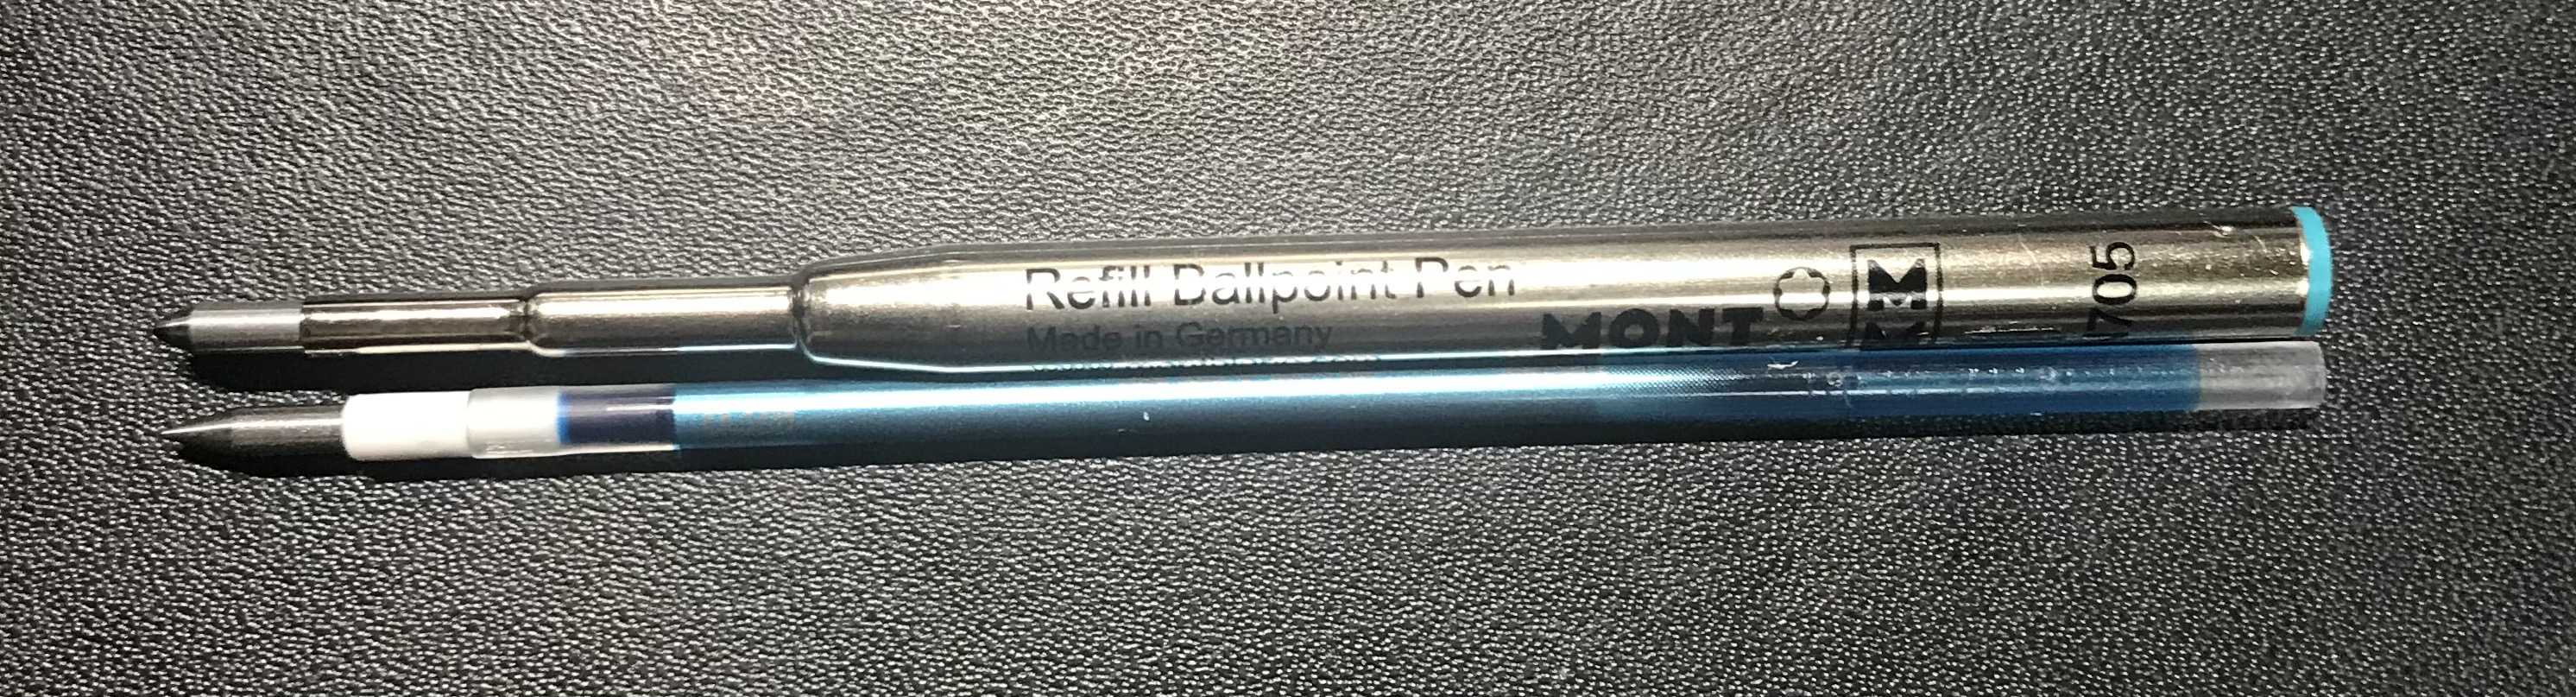 Refill Ballpoint Pen
Made in Germany
MONT
M
705